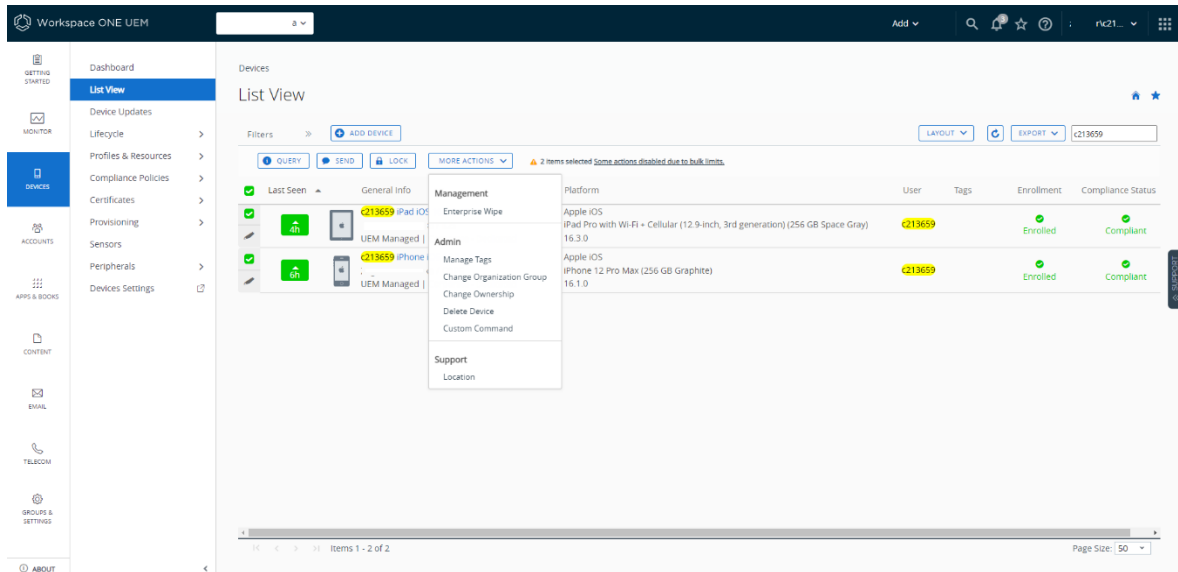 Workspace ONE UEM
a
Add
3
GETTING
STARTED
MONITOR
DEVICES
ACCOUNTS
APPS & BOOKS
CONTENT
EMAIL
TELECOM
GROUPS &
SETTINGS
ABOUT
Dashboard
List View
Device Updates
Lifecycle
Profiles & Resources
Compliance Policies
Certificates
Provisioning
Sensors
Peripherals
Devices Settings
Devices
List View
Filters
ADD DEVICE
LAYOUT
EXPORT
c213659
QUERY
SEND
LOCK
MORE ACTIONS
2 items selected Some actions disabled due to bulk limits.
Last Seen
General Info
Platform
User
Tags
Enrollment
Compliance Status
4h
c213659 iPad iOS
UEM Managed |
Apple iOS
iPad Pro with Wi-Fi + Cellular (12.9-inch, 3rd generation) (256 GB Space Gray)
16.3.0
c213659
Enrolled
Compliant
6h
c213659 iPhone
UEM Managed |
Apple iOS
iPhone 12 Pro Max (256 GB Graphite)
16.1.0
c213659
Enrolled
Compliant
Management
Enterprise Wipe
Admin
Manage Tags
Change Organization Group
Change Ownership
Delete Device
Custom Command
Support
Location
Support
Items 1 - 2 of 2
Page Size: 50